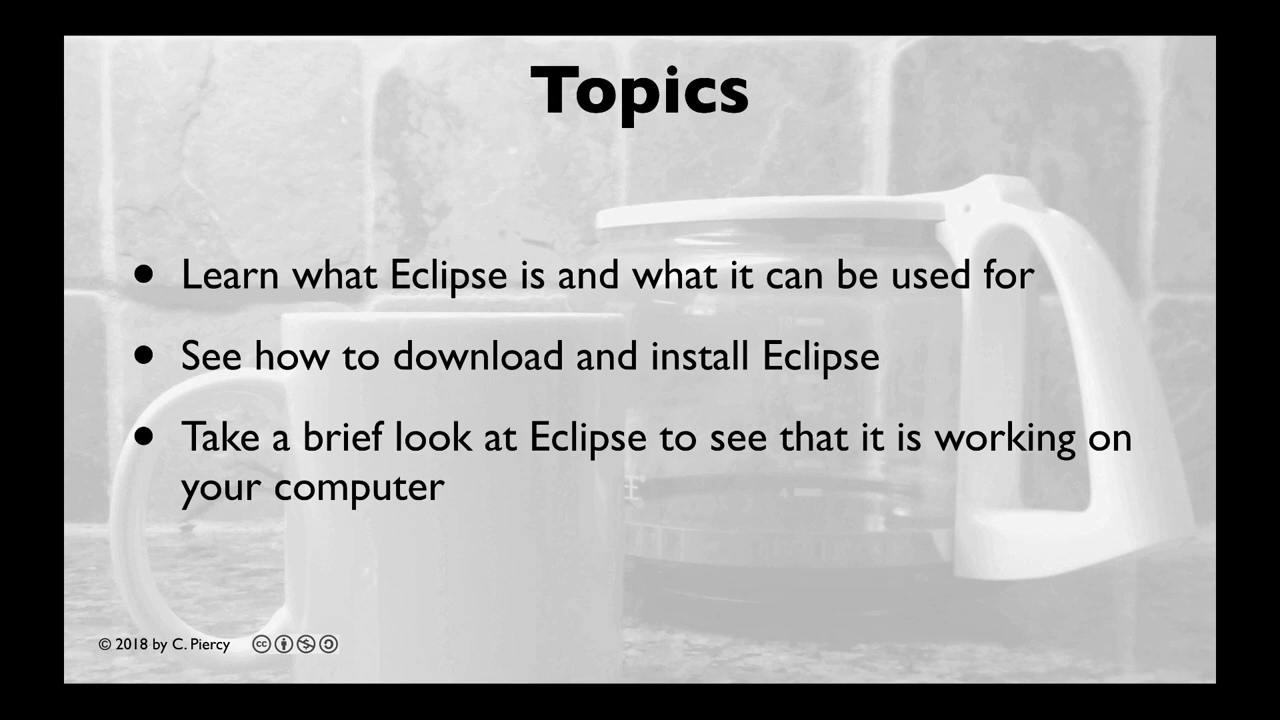 Topics
• Learn what Eclipse is and what it can be used for
• See how to download and install Eclipse
• Take a brief look at Eclipse to see that it is working on
your computer
© 2018 by C. Piercy